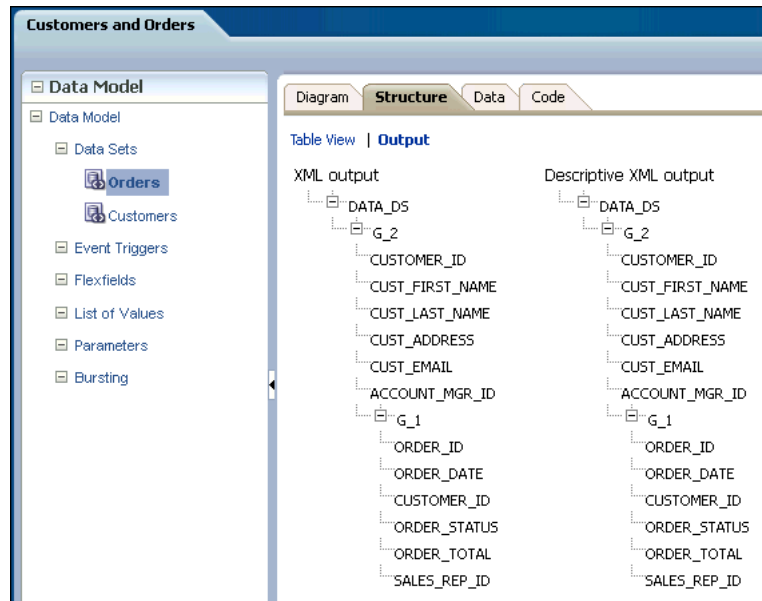 Customers and Orders
Data Model
Data Model
Data Sets
Orders
Customers
Event Triggers
Flexfields
List of Values
Parameters
Bursting
Diagram Structure Data Code
Table View | Output
XML output
DATA_DS
G_2
CUSTOMER_ID
CUST_FIRST_NAME
CUST_LAST_NAME
CUST_ADDRESS
CUST_EMAIL
ACCOUNT_MGR_ID
G_1
ORDER_ID
ORDER_DATE
CUSTOMER_ID
ORDER_STATUS
ORDER_TOTAL
SALES_REP_ID
Descriptive XML output
DATA_DS
G_2
CUSTOMER_ID
CUST_FIRST_NAME
CUST_LAST_NAME
CUST_ADDRESS
CUST_EMAIL
ACCOUNT_MGR_ID
G_1
ORDER_ID
ORDER_DATE
CUSTOMER_ID
ORDER_STATUS
ORDER_TOTAL
SALES_REP_ID